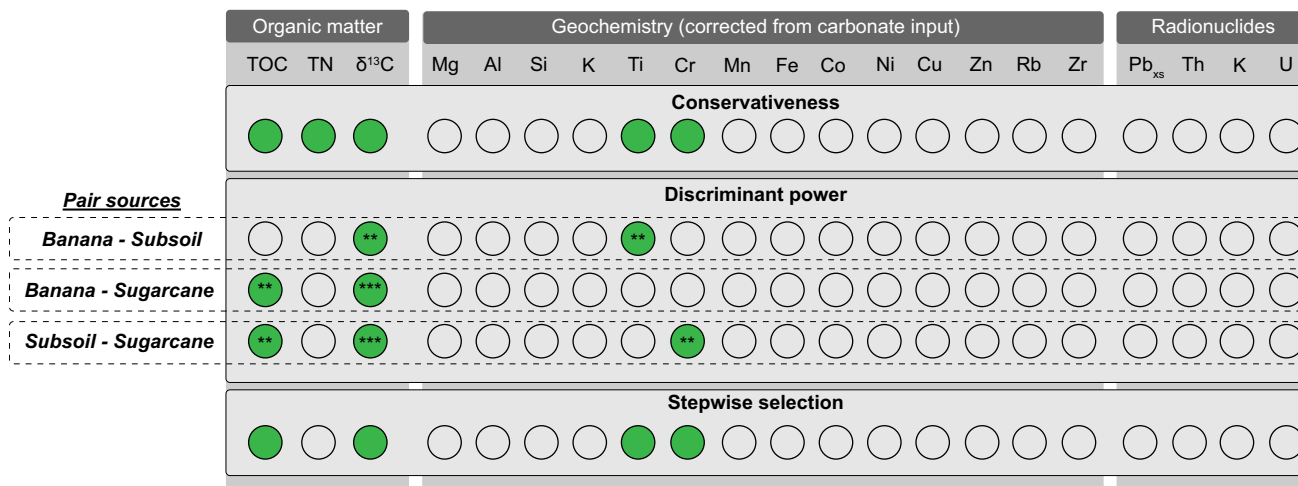 Organic matter Geochemistry (corrected from carbonate input) Radionuclides
TOC TN δ¹³C Mg Al Si K Ti Cr Mn Fe Co Ni Cu Zn Rb Zr Pbxs Th K U
Conservativeness
Pair sources
Discriminant power
Banana - Subsoil ** **
Banana - Sugarcane ** ***
Subsoil - Sugarcane ** *** **
Stepwise selection